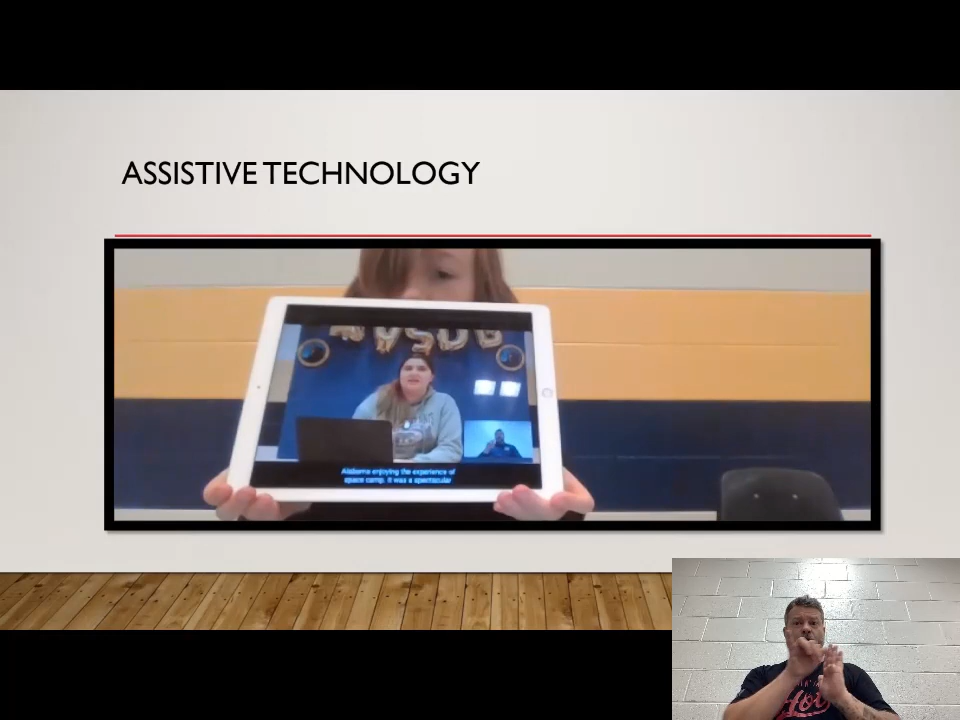 ASSISTIVE TECHNOLOGY
Alabama enjoying the experience of
space camp. It was a spectacular